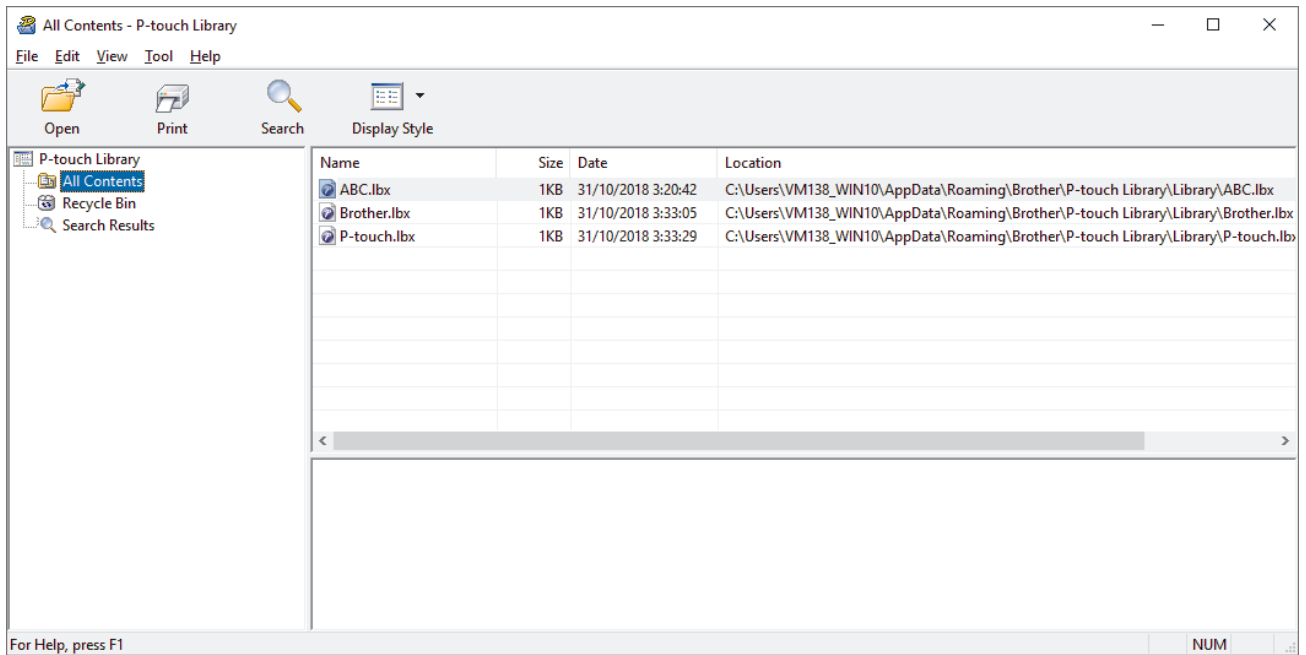 All Contents - P-touch Library
File Edit View Tool Help
Open Print Search Display Style
P-touch Library
All Contents
Recycle Bin
Search Results
Name Size Date Location
ABC.lbx 1KB 31/10/2018 3:20:42 C:\Users\VM138_WIN10\AppData\Roaming\Brother\P-touch Library\Library\ABC.lbx
Brother.lbx 1KB 31/10/2018 3:33:05 C:\Users\VM138_WIN10\AppData\Roaming\Brother\P-touch Library\Library\Brother.lbx
P-touch.lbx 1KB 31/10/2018 3:33:29 C:\Users\VM138_WIN10\AppData\Roaming\Brother\P-touch Library\Library\P-touch.lbx
For Help, press F1 NUM